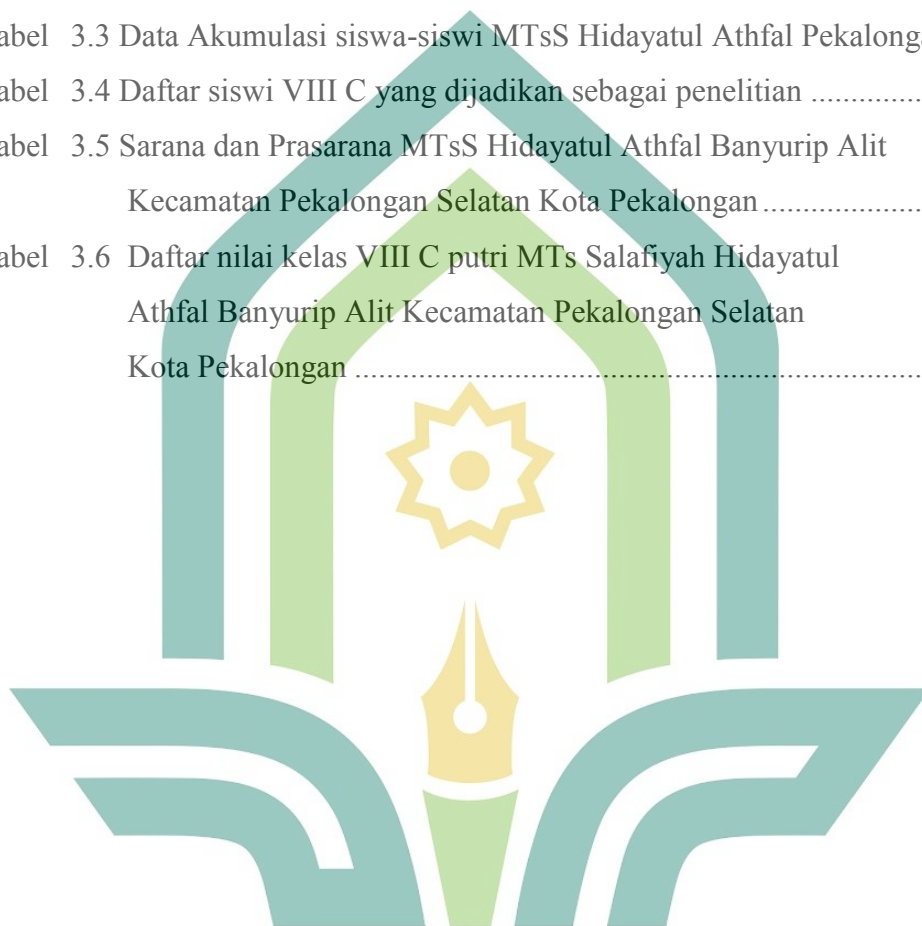 abel 3.3 Data Akumulasi siswa-siswi MTsS Hidayatul Athfal Pekalonga
abel 3.4 Daftar siswi VIII C yang dijadikan sebagai penelitian ..............
abel 3.5 Sarana dan Prasarana MTsS Hidayatul Athfal Banyurip Alit
Kecamatan Pekalongan Selatan Kota Pekalongan ....................
abel 3.6 Daftar nilai kelas VIII C putri MTs Salafiyah Hidayatul
Athfal Banyurip Alit Kecamatan Pekalongan Selatan
Kota Pekalongan ........................................................................